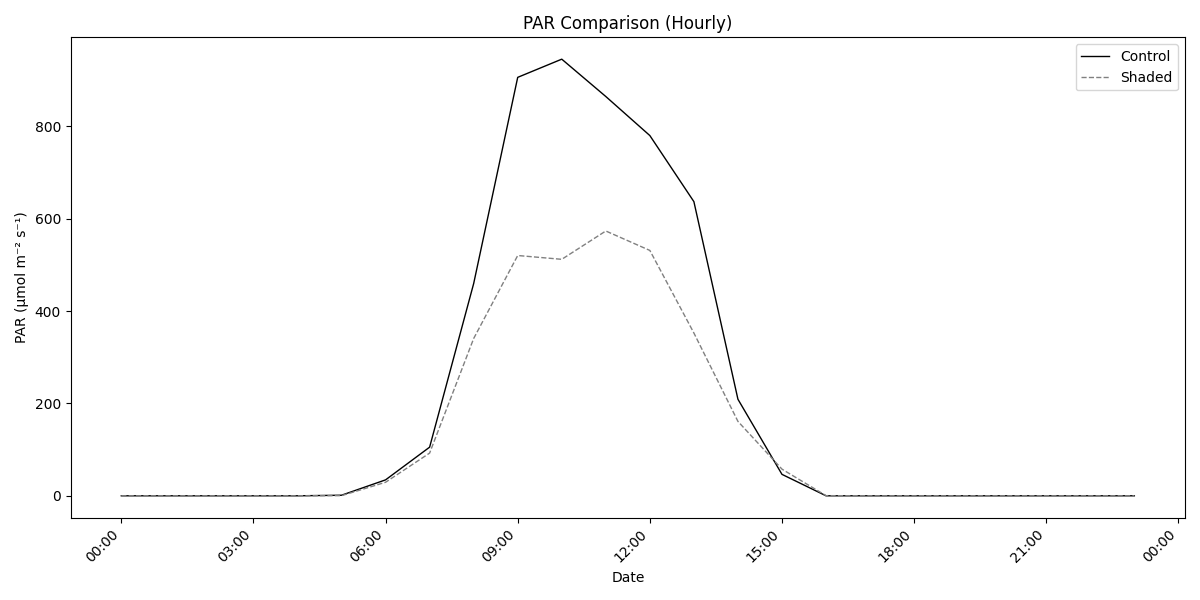 PAR Comparison (Hourly)
Control
Shaded
PAR (μmol m⁻² s⁻¹)
800
600
400
200
0
00:00
03:00
06:00
09:00
12:00
15:00
18:00
21:00
00:00
Date